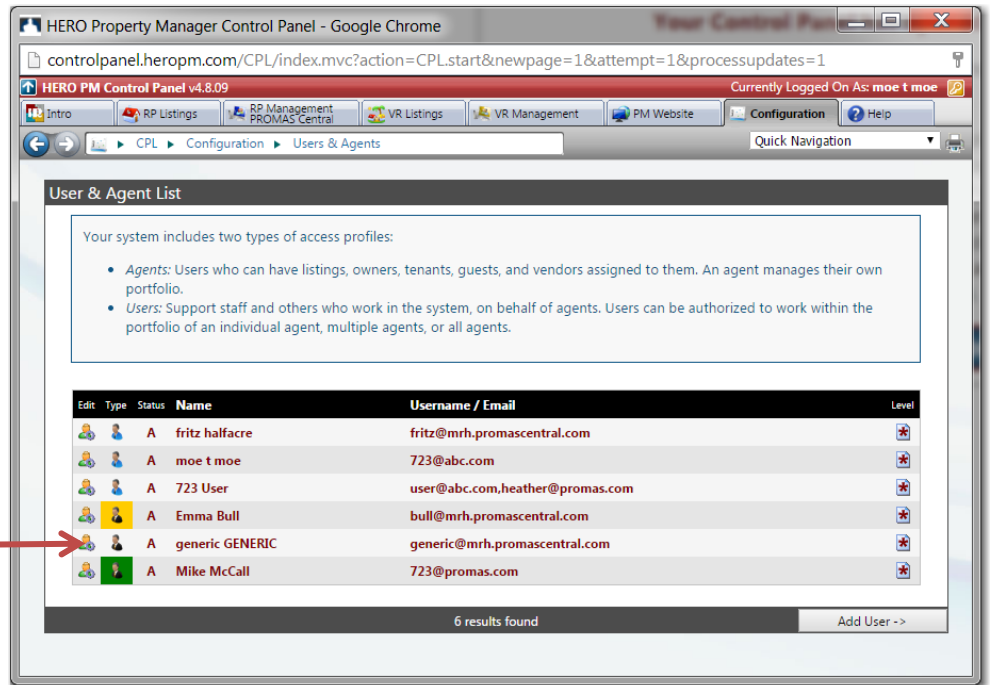 HERO Property Manager Control Panel - Google Chrome
Your Control Pan
controlpanel.heropm.com/CPL/index.mvc?action=CPL.start&newpage=1&attempt=1&processupdates=1
HERO PM Control Panel v4.8.09 Currently Logged On As: moe t moe
Intro RP Listings RP Management PROMAS Central VR Listings VR Management PM Website Configuration Help
CPL Configuration Users & Agents Quick Navigation
User & Agent List
Your system includes two types of access profiles:
• Agents: Users who can have listings, owners, tenants, guests, and vendors assigned to them. An agent manages their own
portfolio.
• Users: Support staff and others who work in the system, on behalf of agents. Users can be authorized to work within the
portfolio of an individual agent, multiple agents, or all agents.
Edit Type Status Name Username / Email Level
A fritz halfacre fritz@mrh.promascentral.com
A moe t moe 723@abc.com
A 723 User user@abc.com,heather@promas.com
A Emma Bull bull@mrh.promascentral.com
A generic GENERIC generic@mrh.promascentral.com
A Mike McCall 723@promas.com
6 results found Add User ->